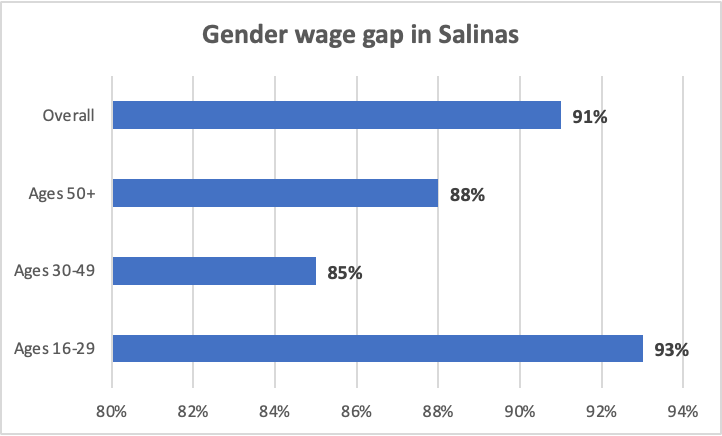 Gender wage gap in Salinas
Overall
91%
Ages 50+
88%
Ages 30-49
85%
Ages 16-29
93%
80% 82% 84% 86% 88% 90% 92% 94%